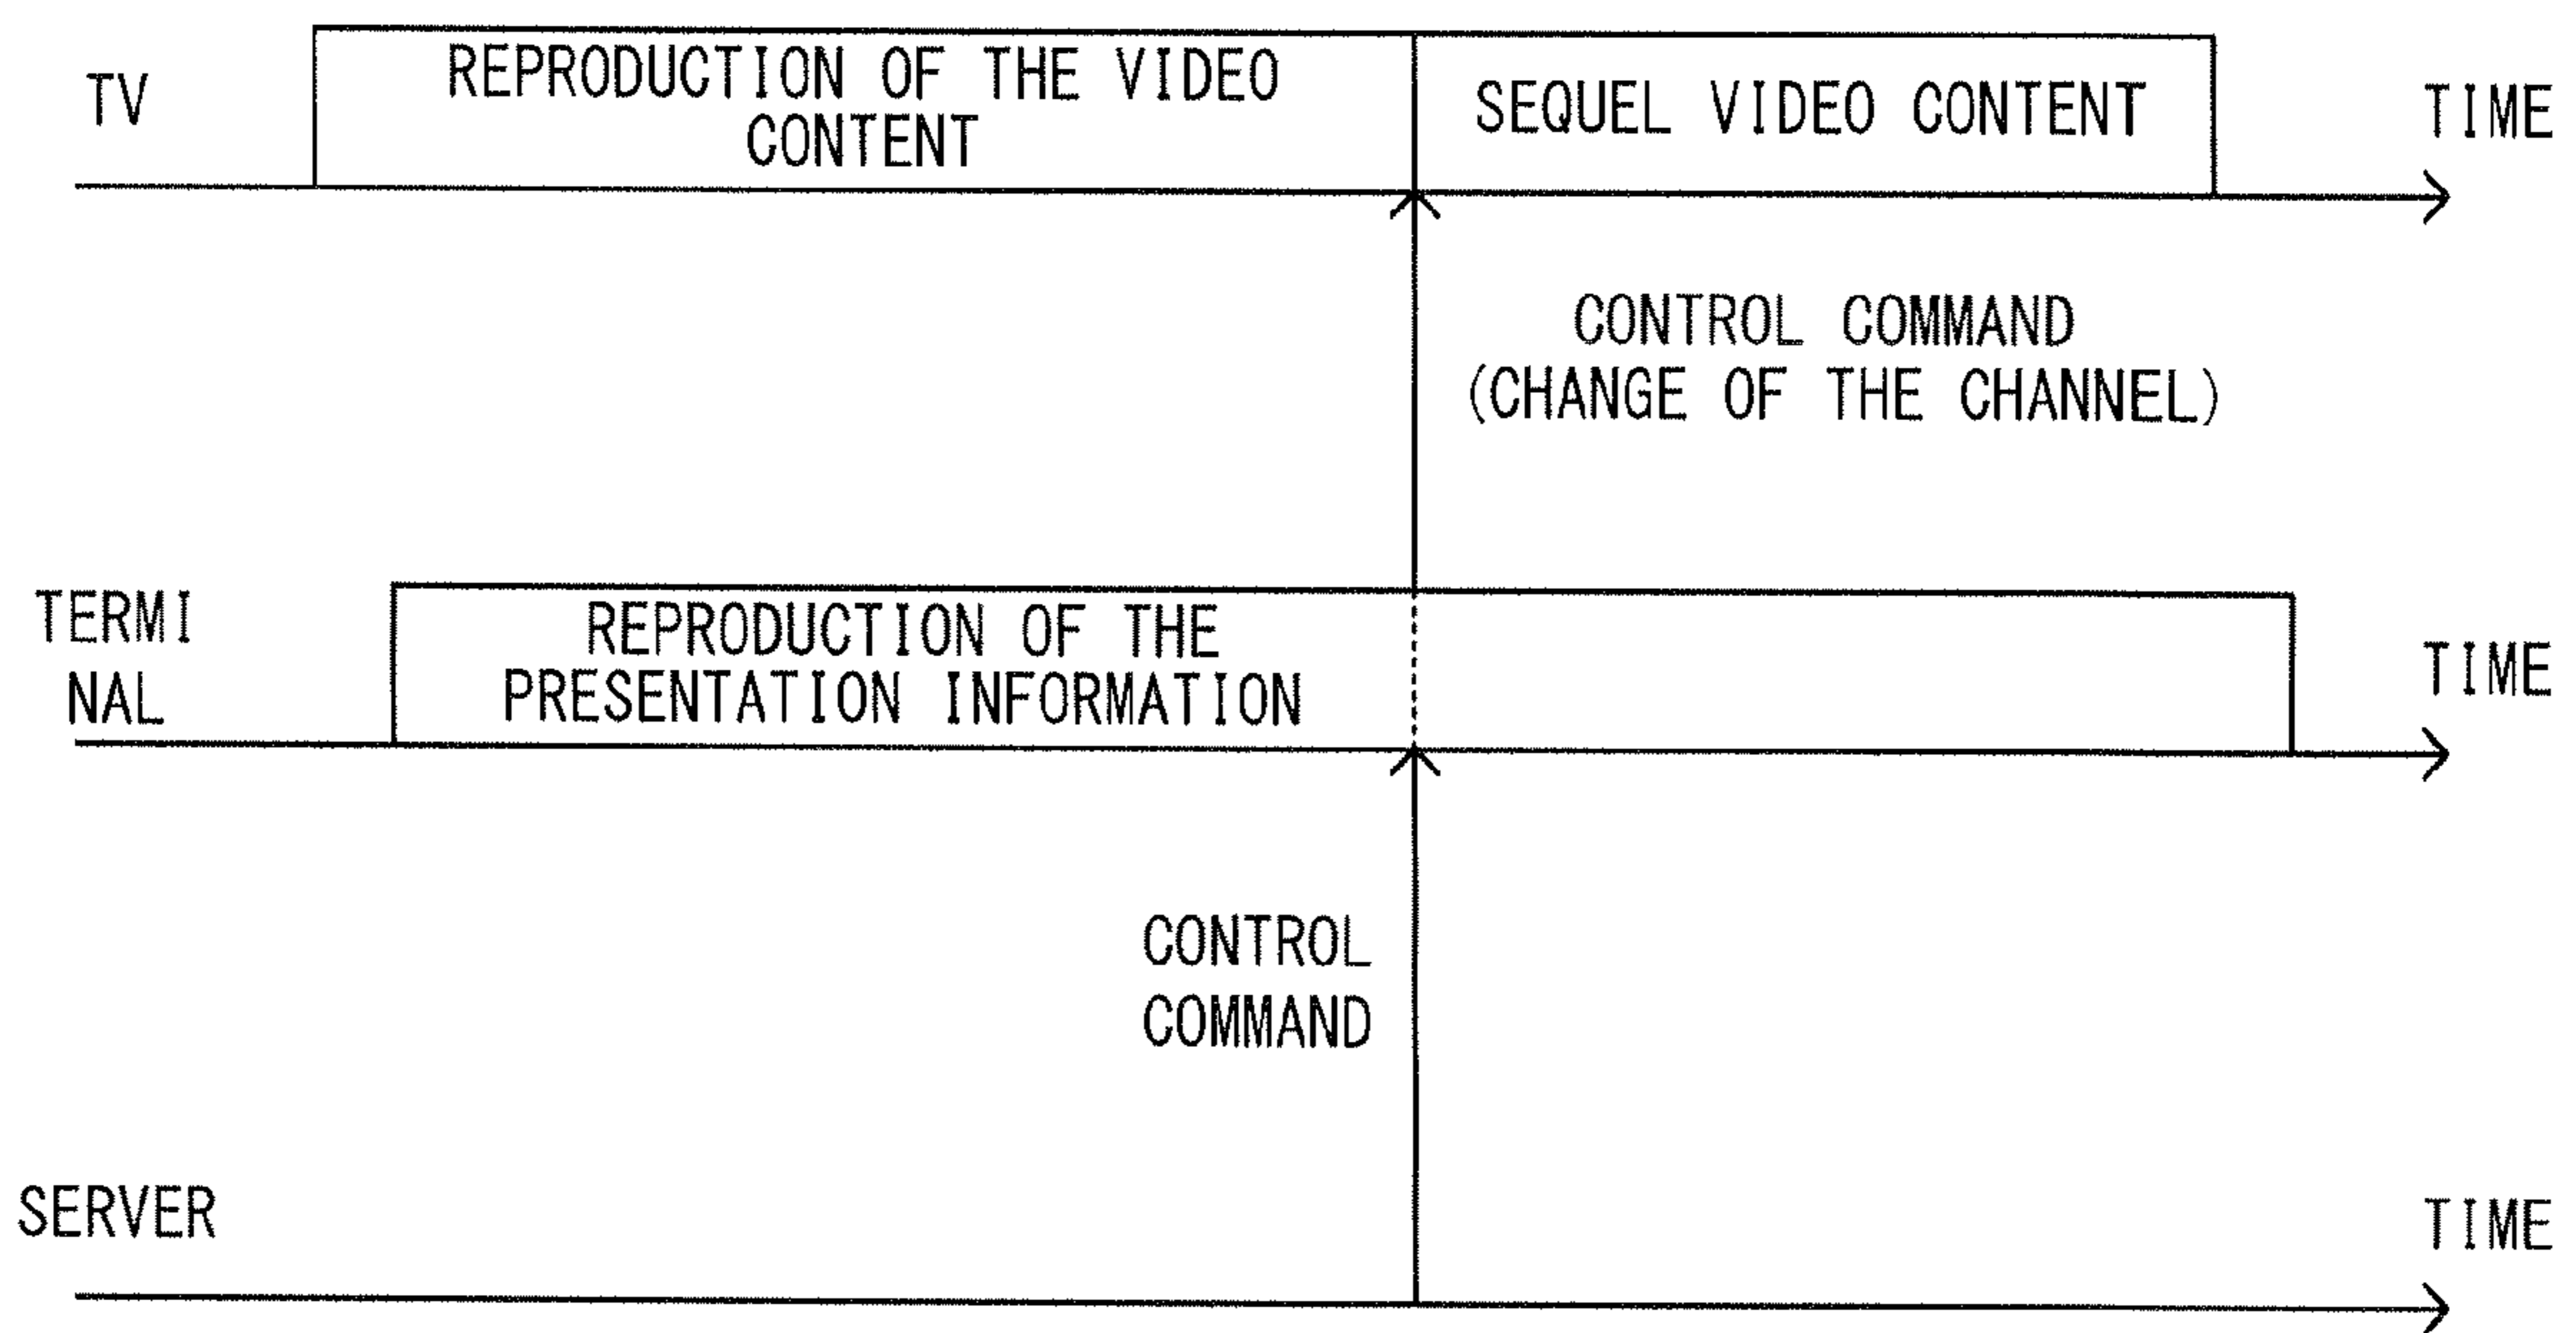 TV
REPRODUCTION OF THE VIDEO
CONTENT
SEQUEL VIDEO CONTENT
TIME
CONTROL COMMAND
(CHANGE OF THE CHANNEL)
TERMI
NAL
REPRODUCTION OF THE
PRESENTATION INFORMATION
TIME
CONTROL
COMMAND
SERVER
TIME